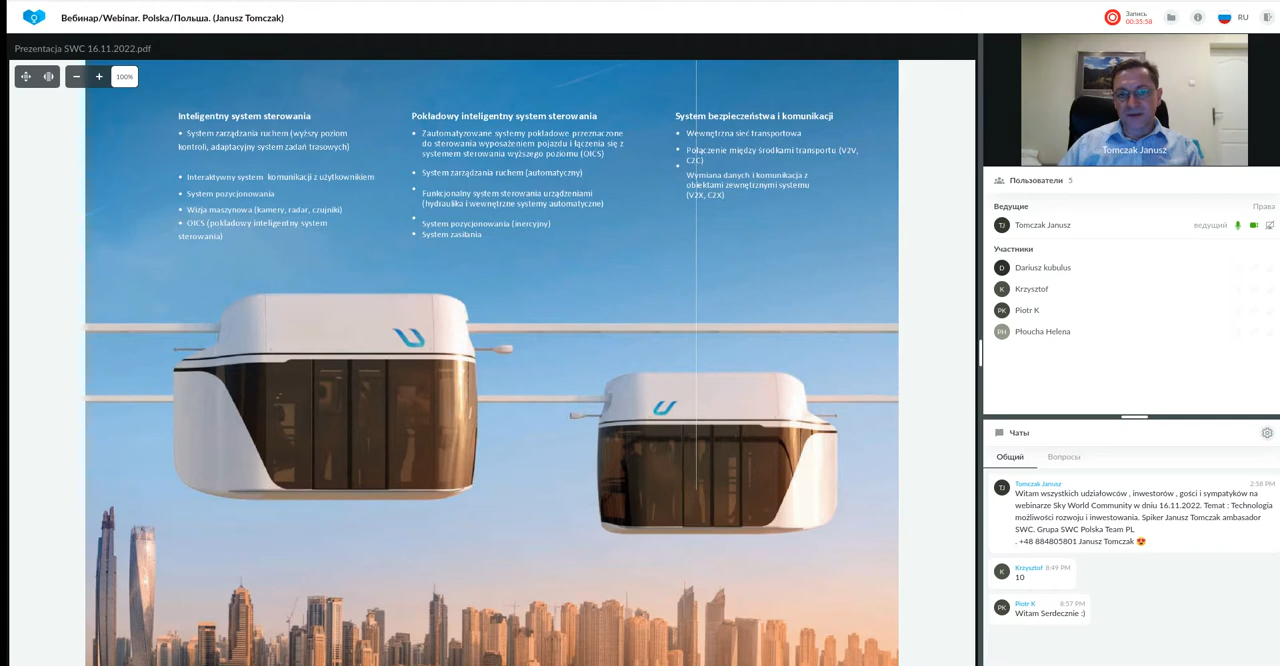 Вебинар/Webinar. Polska/Польша. (Janusz Tomczak)
Запись
00:35:58
RU
Prezentacja SWC 16.11.2022.pdf
100%
Inteligentny system sterowania
• System zarządzania ruchem (wyższy poziom
kontroli, adaptacyjny system zadań trasowych)
• Interaktywny system komunikacji z użytkownikiem
• System pozycjonowania
• Wizja maszynowa (kamery, radar, czujniki)
• OICS (pokładowy inteligentny system
sterowania)
Pokładowy inteligentny system sterowania
• Zautomatyzowane systemy pokładowe przeznaczone
do sterowania wyposażeniem pojazdu i łączenia się z
systemem sterowania wyższego poziomu (OICS)
• System zarządzania ruchem (automatyczny)
•
Funkcjonalny system sterowania urządzeniami
(hydraulika i wewnętrzne systemy automatyczne)
•
System pozycjonowania (inercyjny)
• System zasilania
System bezpieczeństwa i komunikacji
• Wewnętrzna sieć transportowa
• Połączenie między środkami transportu (V2V,
C2C)
•
Wymiana danych i komunikacja z
obiektami zewnętrznymi systemu
(V2X, C2X)
Tomczak Janusz
Пользователи 5
Ведущие
Права
TJ Tomczak Janusz
ведущий
Участники
D Dariusz kubulus
K Krzysztof
PK Piotr K
PH Płoucha Helena
Чаты
Общий Вопросы
TJ Tomczak Janusz 2:58 PM
Witam wszystkich udziałowców , inwestorów , gości i sympatyków na
webinarze Sky World Community w dniu 16.11.2022. Temat : Technologia
możliwości rozwoju i inwestowania. Spiker Janusz Tomczak ambasador
SWC. Grupa SWC Polska Team PL
. +48 884805801 Janusz Tomczak 😍
K Krzysztof 8:49 PM
10
PK Piotr K 8:57 PM
Witam Serdecznie :)